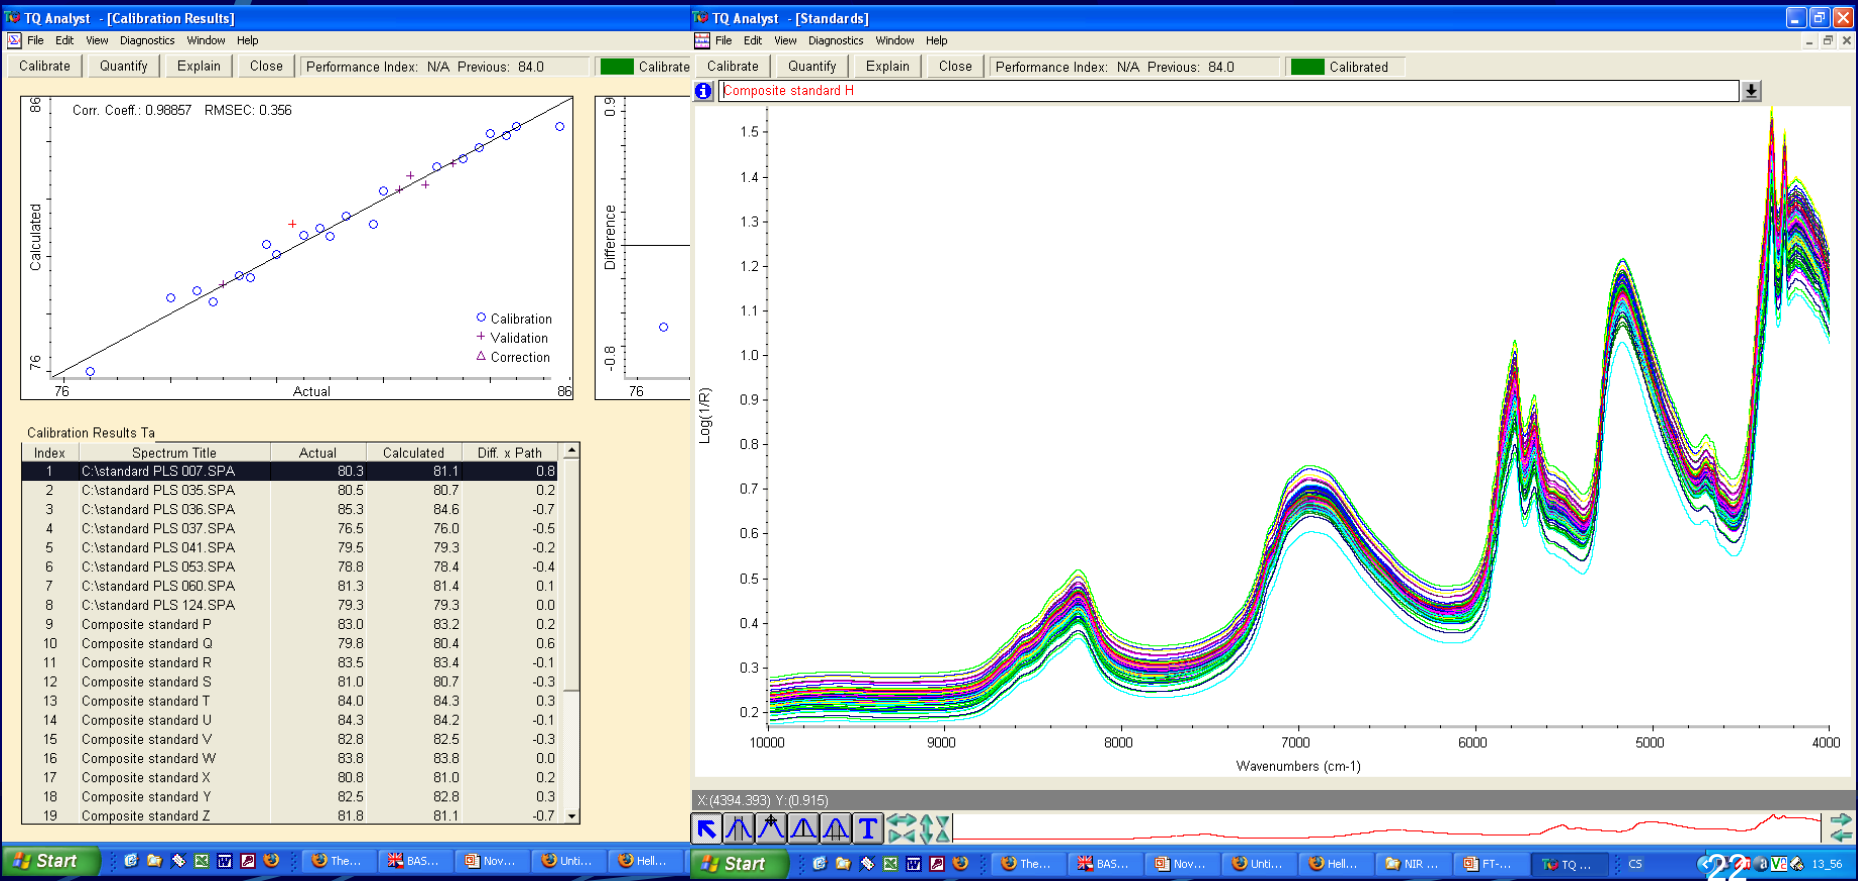 TQ Analyst - [Calibration Results]
File Edit View Diagnostics Window Help
Calibrate Quantify Explain Close Performance Index: N/A Previous: 84.0 Calibrate
86 Corr. Coeff.: 0.98857 RMSEC: 0.356
Calculated
76
Calibration
Validation
Correction
76 Actual 86
0.9
Difference
-0.8
76
Calibration Results Ta
Index Spectrum Title Actual Calculated Diff. x Path
1 C:\standard PLS 007.SPA 80.3 81.1 0.8
2 C:\standard PLS 035.SPA 80.5 80.7 0.2
3 C:\standard PLS 036.SPA 85.3 84.6 -0.7
4 C:\standard PLS 037.SPA 76.5 76.0 -0.5
5 C:\standard PLS 041.SPA 79.5 79.3 -0.2
6 C:\standard PLS 053.SPA 78.8 78.4 -0.4
7 C:\standard PLS 060.SPA 81.3 81.4 0.1
8 C:\standard PLS 124.SPA 79.3 79.3 0.0
9 Composite standard P 83.0 83.2 0.2
10 Composite standard Q 79.8 80.4 0.6
11 Composite standard R 83.5 83.4 -0.1
12 Composite standard S 81.0 80.7 -0.3
13 Composite standard T 84.0 84.3 0.3
14 Composite standard U 84.3 84.2 -0.1
15 Composite standard V 82.8 82.5 -0.3
16 Composite standard W 83.8 83.8 0.0
17 Composite standard X 80.8 81.0 0.2
18 Composite standard Y 82.5 82.8 0.3
19 Composite standard Z 81.8 81.1 -0.7
Start The... BAS... Nov... Unti... Hell...
TQ Analyst - [Standards]
File Edit View Diagnostics Window Help
Calibrate Quantify Explain Close Performance Index: N/A Previous: 84.0 Calibrated
Composite standard H
1.5
1.4
1.3
1.2
1.1
1.0
0.9
0.8
0.7
0.6
0.5
0.4
0.3
0.2
Log(1/R)
10000 9000 8000 7000 6000 5000 4000
Wavenumbers (cm-1)
X:(4394.393) Y:(0.915)
T
Start The... BAS... Nov... Unti... Hell... NIR ... FT-... TQ ... CS 13_56
22